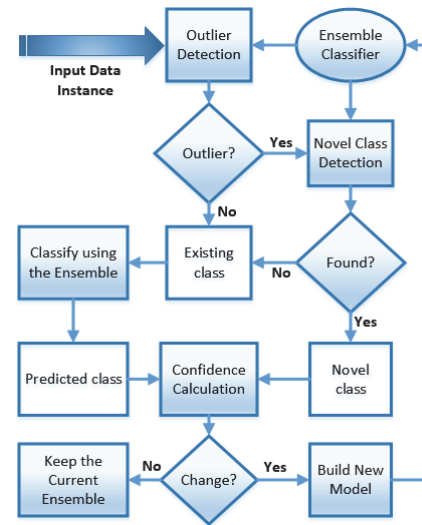 Outlier
Detection
Ensemble
Classifier
Input Data
Instance
Outlier?
Yes
Novel Class
Detection
No
Classify using
the Ensemble
Existing
class
No
Found?
Yes
Predicted class
Confidence
Calculation
Novel
class
Keep the
Current
Ensemble
No
Change?
Yes
Build New
Model